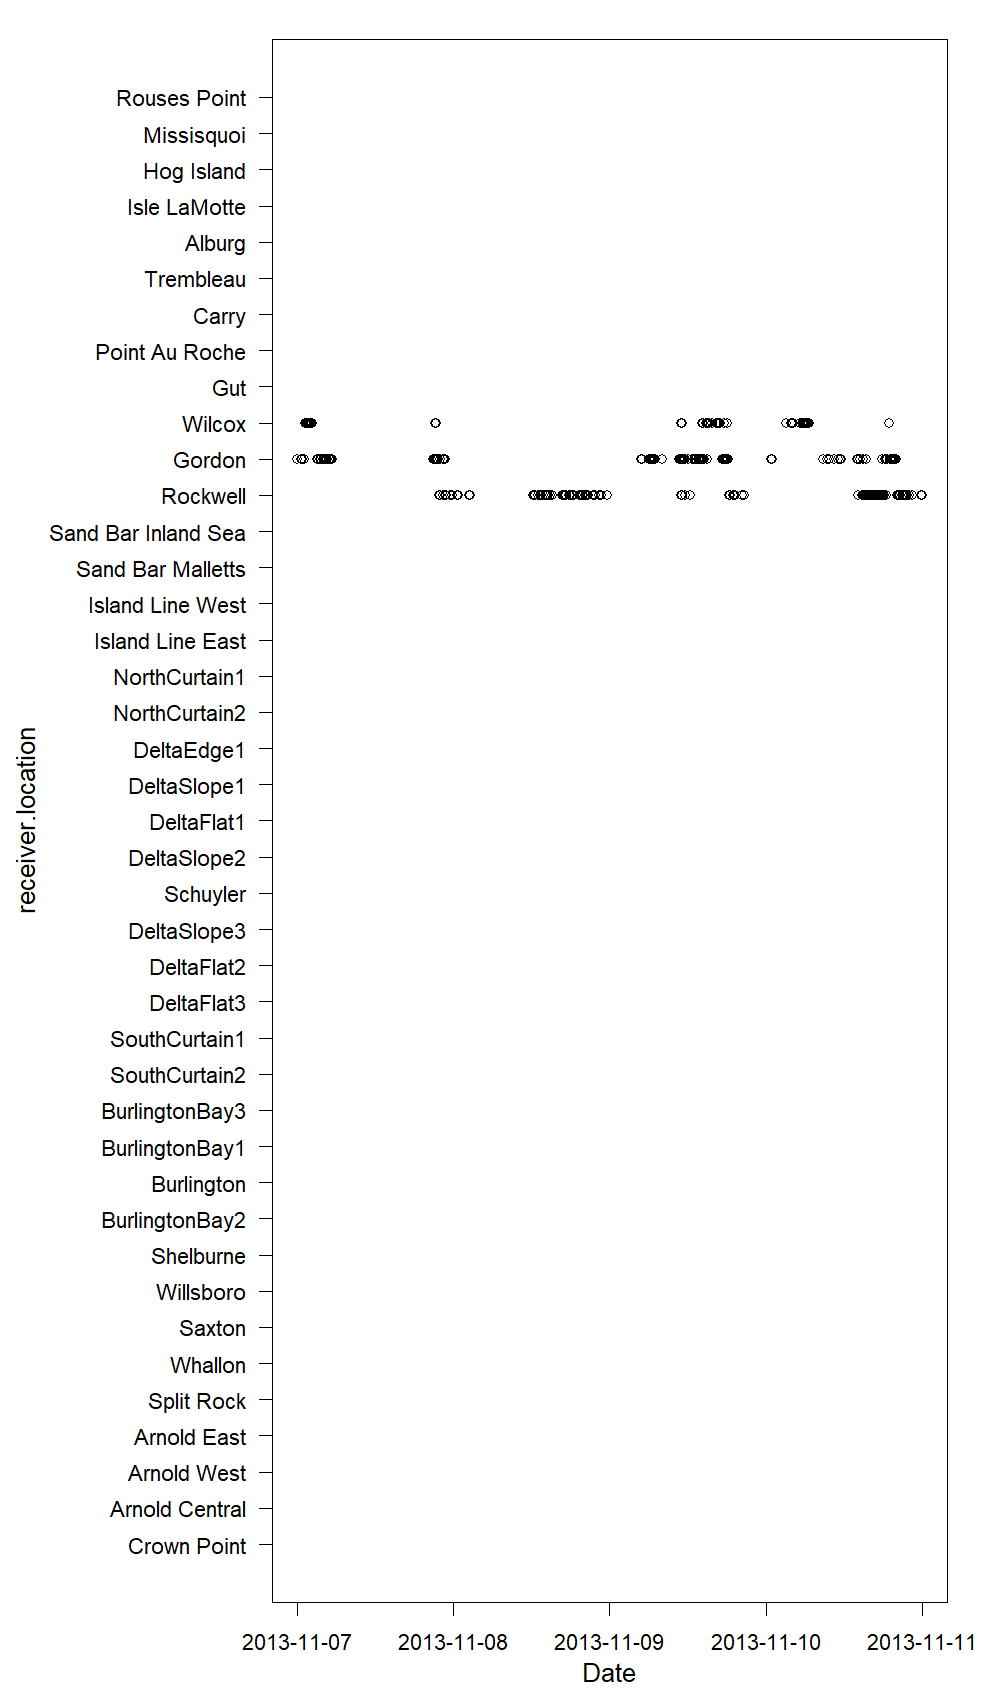 Rouses Point
Missisquoi
Hog Island
Isle LaMotte
Alburg
Trembleau
Carry
Point Au Roche
Gut
Wilcox
Gordon
Rockwell
Sand Bar Inland Sea
Sand Bar Malletts
Island Line West
Island Line East
NorthCurtain1
NorthCurtain2
DeltaEdge1
DeltaSlope1
DeltaFlat1
DeltaSlope2
Schuyler
DeltaSlope3
DeltaFlat2
DeltaFlat3
SouthCurtain1
SouthCurtain2
BurlingtonBay3
BurlingtonBay1
Burlington
BurlingtonBay2
Shelburne
Willsboro
Saxton
Whallon
Split Rock
Arnold East
Arnold West
Arnold Central
Crown Point
receiver.location
2013-11-07 2013-11-08 2013-11-09 2013-11-10 2013-11-11
Date